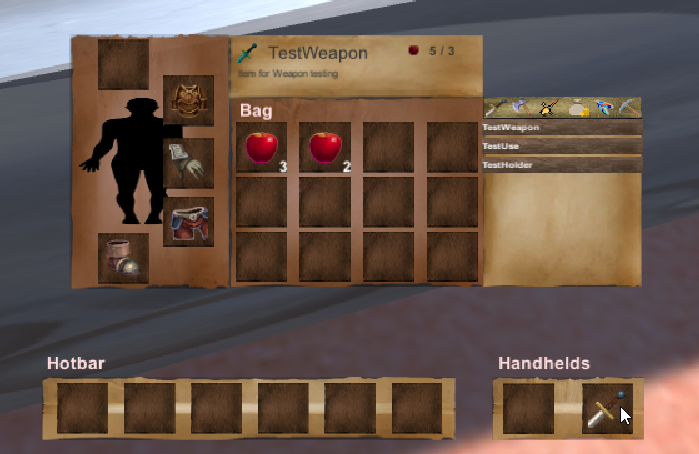 TestWeapon
5 / 3
Item for Weapon testing
Bag
3
2
TestWeapon
TestUse
TestHolder
Hotbar
Handhelds